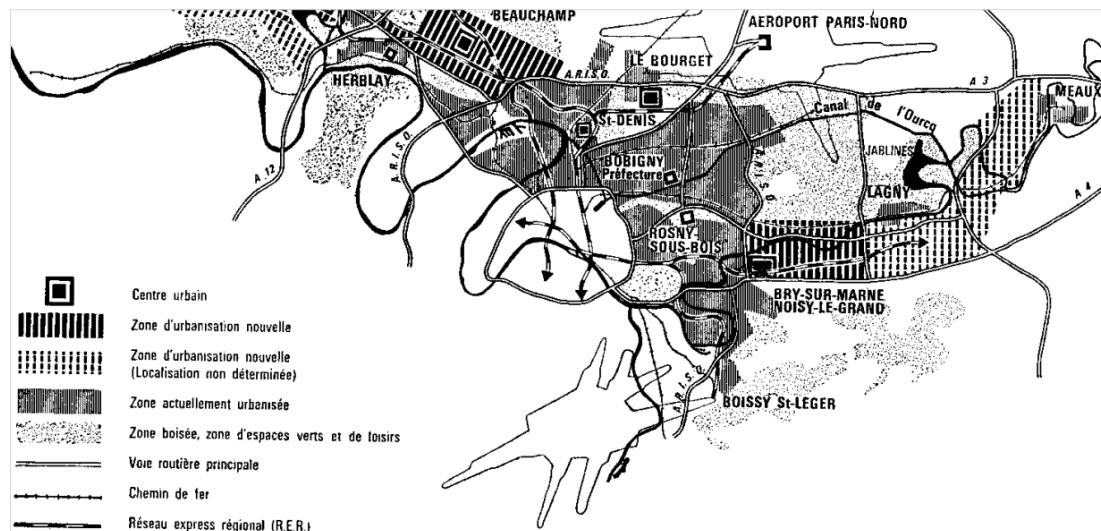 BEAUCHAMP
AEROPORT PARIS-NORD
HERBLAY
A.R.I.S.O.
LE BOURGET
A 3
MEAUX
St-DENIS
Canal de l'Ourcq
A.R.I.S.O.
A 12
BOBIGNY
Préfecture
A.R.I.S.O.
JABLINES
LAGNY
A 4
ROSNY-
SOUS-BOIS
BRY-SUR-MARNE
NOISY-LE-GRAND
A.R.I.S.O.
BOISSY St-LEGER
Centre urbain
Zone d'urbanisation nouvelle
Zone d'urbanisation nouvelle
(Localisation non déterminée)
Zone actuellement urbanisée
Zone boisée, zone d'espaces verts et de loisirs
Voie routière principale
Chemin de fer
Réseau express régional (R.E.R.)